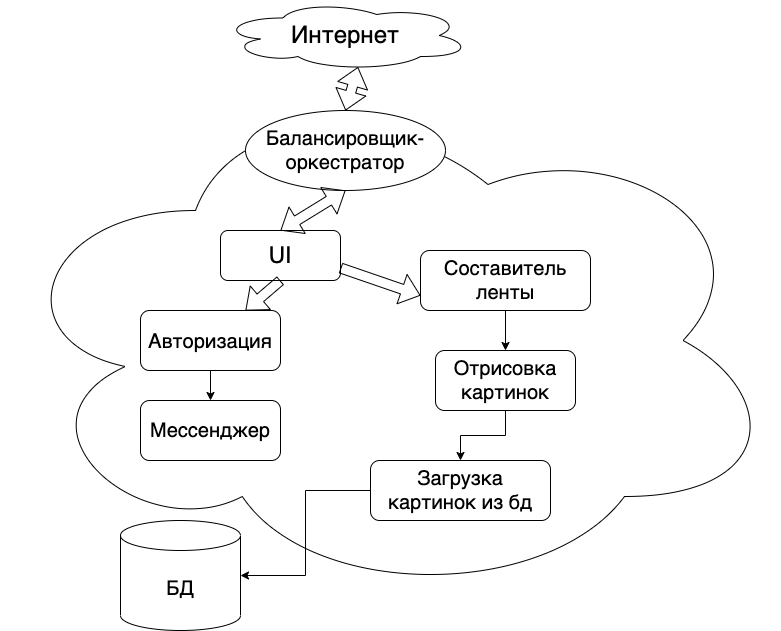 Интернет
Балансировщик-
оркестратор
UI
Составитель
ленты
Авторизация
Отрисовка
картинок
Мессенджер
Загрузка
картинок из бд
БД